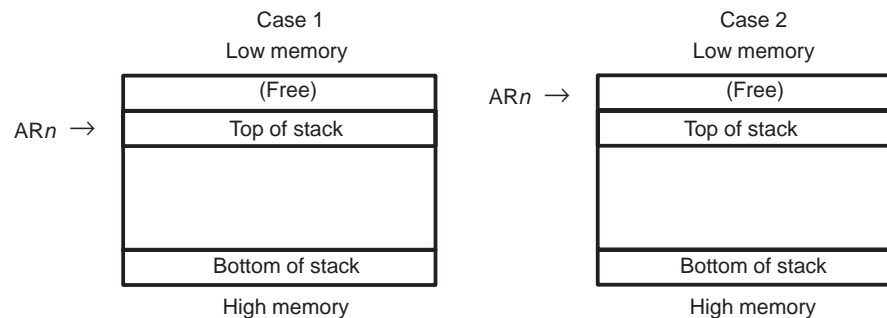 Case 1
Low memory
(Free)
ARn →
Top of stack
Bottom of stack
High memory
Case 2
Low memory
ARn →
(Free)
Top of stack
Bottom of stack
High memory